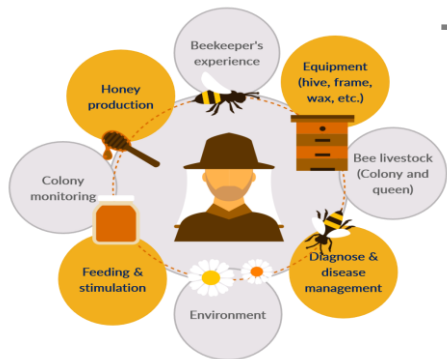 Beekeeper's
experience
Equipment
(hive, frame,
wax, etc.)
Bee livestock
(Colony and
queen)
Diagnose &
disease
management
Environment
Feeding &
stimulation
Colony
monitoring
Honey
production